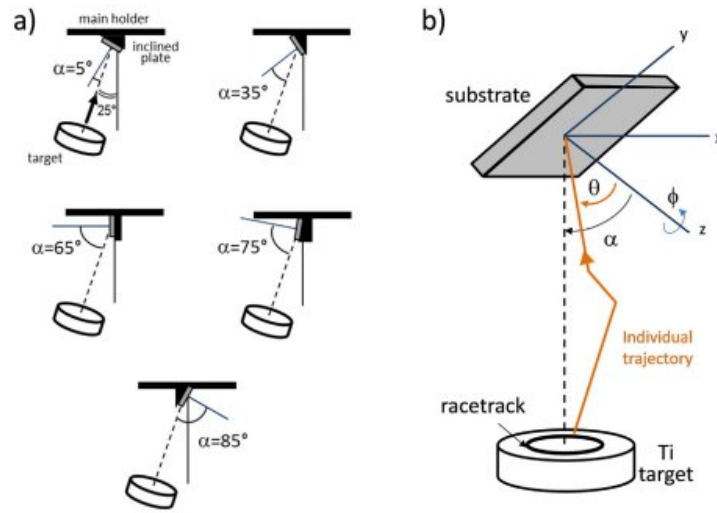 a)
main holder
inclined
plate
α=5°
25°
target
α=35°
α=65°
α=75°
α=85°
b)
y
substrate
x
θ
ϕ
z
α
Individual
trajectory
racetrack
Ti
target